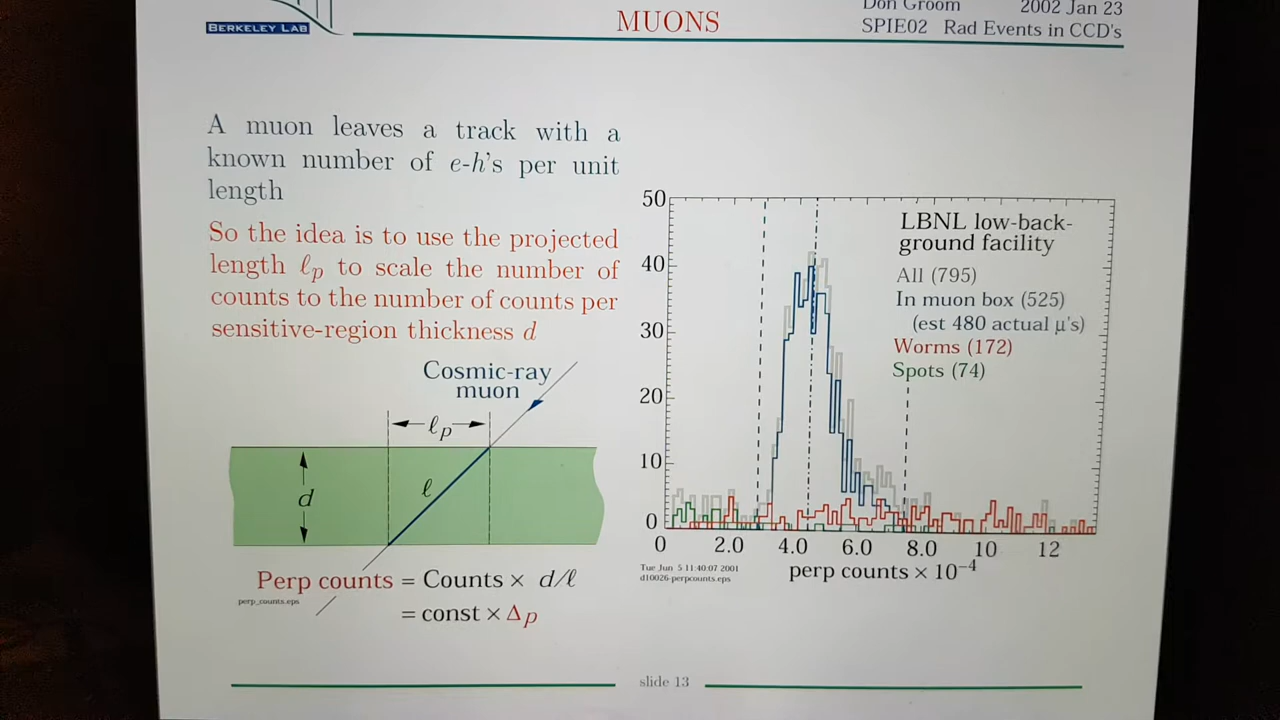 BERKELEY LAB
MUONS
Don Groom 2002 Jan 23
SPIE02 Rad Events in CCD's
A muon leaves a track with a
known number of e-h's per unit
length
So the idea is to use the projected
length ℓp to scale the number of
counts to the number of counts per
sensitive-region thickness d
Cosmic-ray
muon
ℓp
d
ℓ
Perp counts = Counts × d/ℓ
= const × Δp
perp_counts.eps
50
40
30
20
10
0
LBNL low-back-
ground facility
All (795)
In muon box (525)
(est 480 actual μ's)
Worms (172)
Spots (74)
0 2.0 4.0 6.0 8.0 10 12
perp counts × 10⁻⁴
Tue Jun 5 11:40:07 2001
d10026-perpcounts.eps
slide 13